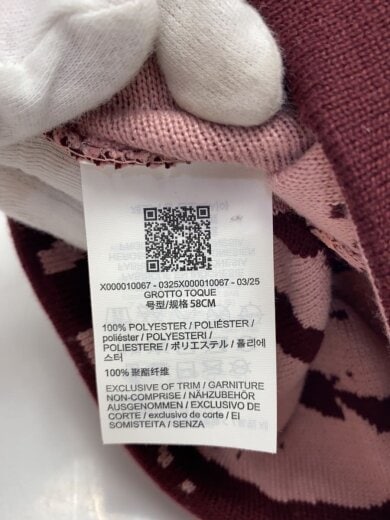 X000010067 - 0325X000010067 - 03/25
GROTTO TOQUE
号型/规格 58CM
100% POLYESTER / POLIÉSTER /
poliéster / POLYESTERI /
POLIESTERE / ポリエステル / 폴리에
스터
100% 聚酯纤维
EXCLUSIVE OF TRIM / GARNITURE
NON-COMPRISE / NÄHZUBEHÖR
AUSGENOMMEN / EXCLUSIVO DE
CORTE / exclusivo de corte / EI
SOMISTEITA / SENZA